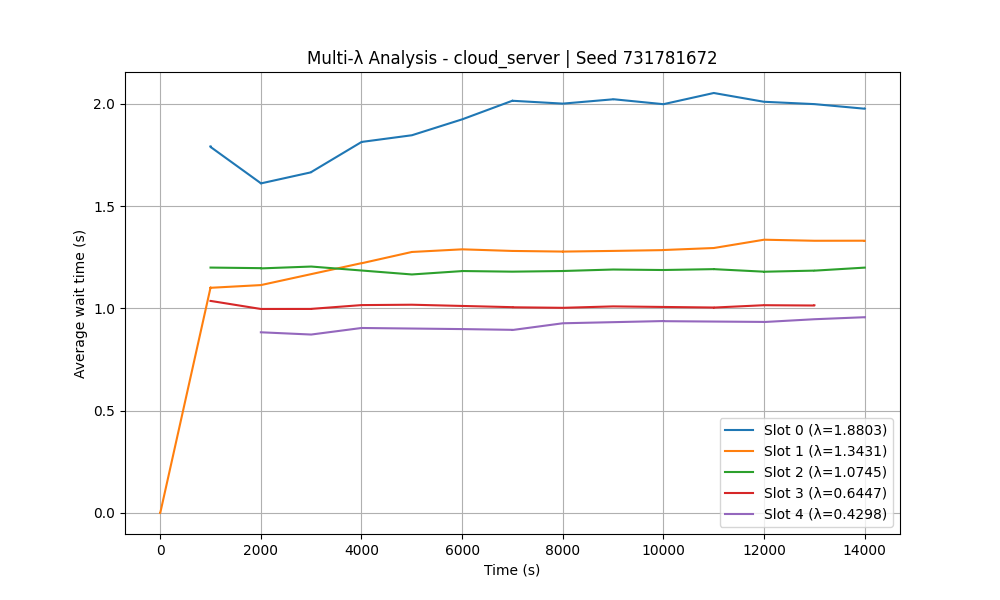 Multi-λ Analysis - cloud_server | Seed 731781672
Average wait time (s)
2.0
1.5
1.0
0.5
0.0
0 2000 4000 6000 8000 10000 12000 14000
Time (s)
Slot 0 (λ=1.8803)
Slot 1 (λ=1.3431)
Slot 2 (λ=1.0745)
Slot 3 (λ=0.6447)
Slot 4 (λ=0.4298)